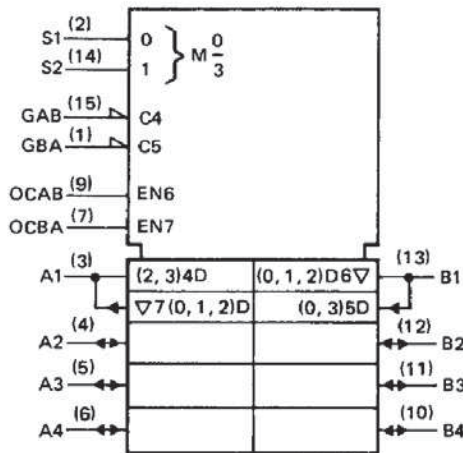 S1 (2) 0 } M 0/3
S2 (14) 1
GAB (15) C4
GBA (1) C5
OCAB (9) EN6
OCBA (7) EN7
A1 (3) (2, 3)4D (0, 1, 2)D6▽ (13) B1
▽7(0, 1, 2)D (0, 3)5D
A2 (4) (12) B2
A3 (5) (11) B3
A4 (6) (10) B4